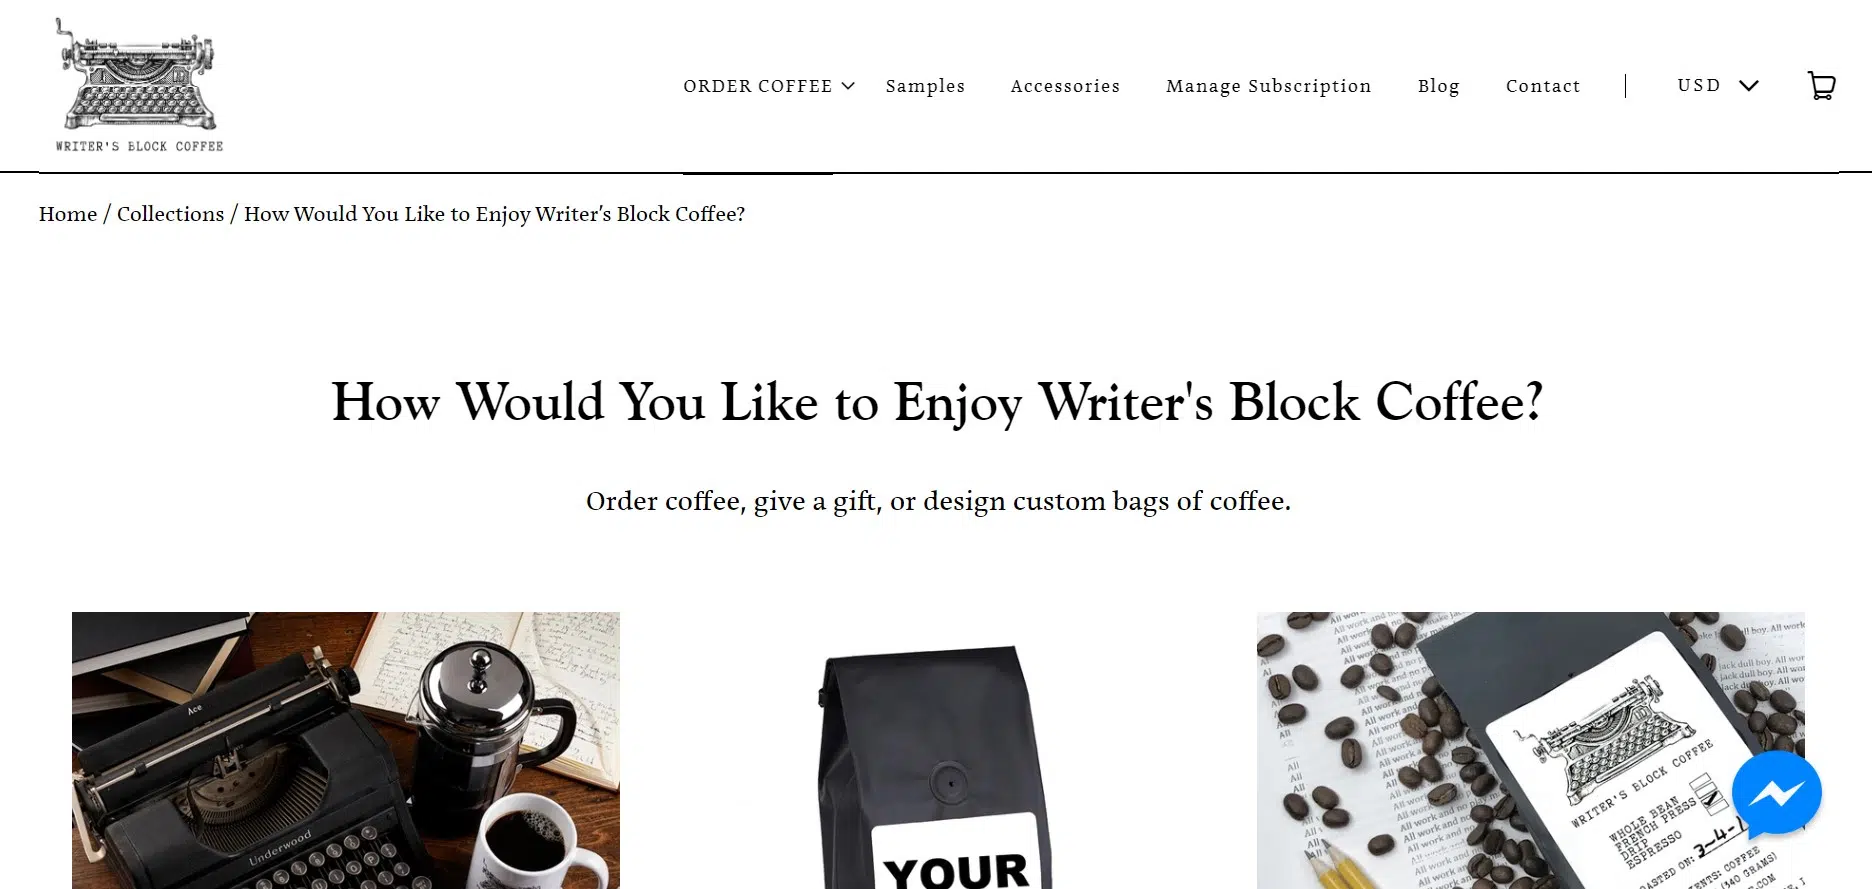 WRITER'S BLOCK COFFEE
ORDER COFFEE Samples Accessories Manage Subscription Blog Contact USD
Home / Collections / How Would You Like to Enjoy Writer’s Block Coffee?
How Would You Like to Enjoy Writer's Block Coffee?
Order coffee, give a gift, or design custom bags of coffee.
Ace
Underwood
YOUR
WRITER'S BLOCK COFFEE
WHOLE BEAN
FRENCH PRESS
DRIP
ESPRESSO
ASTED ON: 3-4-1
ENTS: COFFEE
(340 GRAMS)